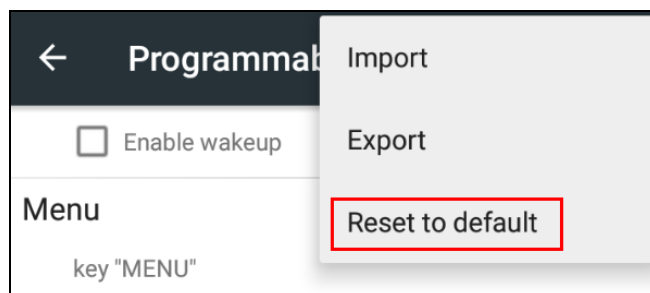 Programmab
Import
Enable wakeup
Export
Menu
Reset to default
key "MENU"